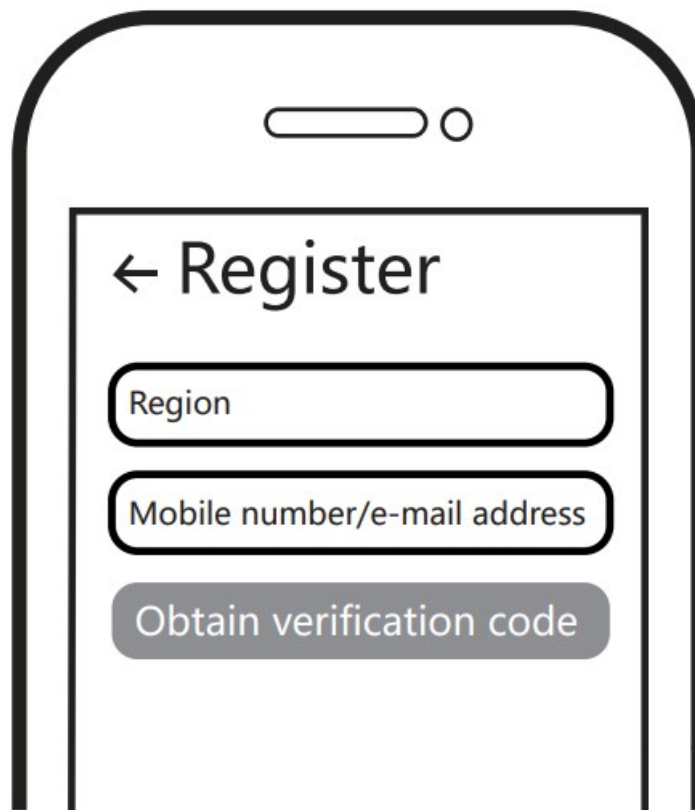 ← Register
Region
Mobile number/e-mail address
Obtain verification code